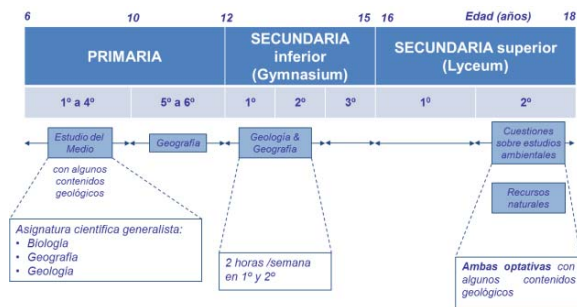 6 10 12 15 16 Edad (años) 18
PRIMARIA
SECUNDARIA
inferior
(Gymnasium)
SECUNDARIA superior
(Lyceum)
1º a 4º 5º a 6º 1º 2º 3º 1º 2º
Estudio del
Medio
Geografía
Geología &
Geografía
Cuestiones
sobre estudios
ambientales
con algunos
contenidos
geológicos
Recursos
naturales
Asignatura científica generalista:
• Biología
• Geografía
• Geología
2 horas /semana
en 1º y 2º
Ambas optativas con
algunos contenidos
geológicos